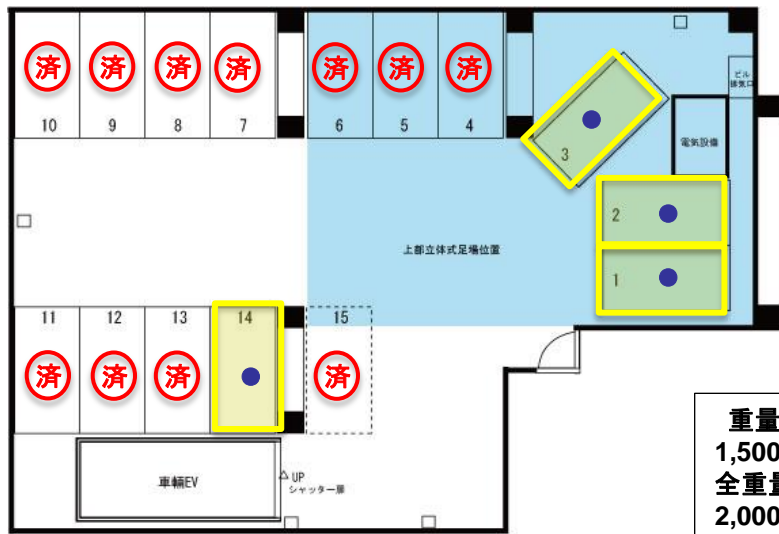 済 済 済 済 済 済 済
10 9 8 7 6 5 4
ビル
排気口
電気設備
3
2
上部立体式足場位置
1
11 12 13 14 15
済 済 済 済
車輛EV
UP
シャッター扉
重量
1,500
全重量
2,000